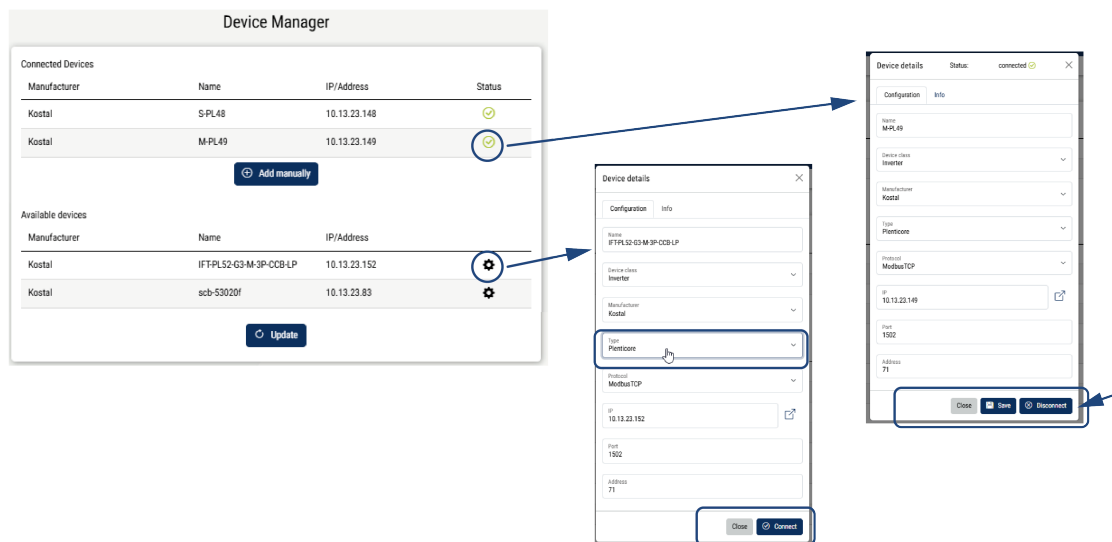 Device Manager
Connected Devices
Manufacturer Name IP/Address Status
Kostal S-PL48 10.13.23.148
Kostal M-PL49 10.13.23.149
Add manually
Available devices
Manufacturer Name IP/Address
Kostal IFT-PL52-G3-M-3P-CCB-LP 10.13.23.152
Kostal scb-53020f 10.13.23.83
Update
Device details
Configuration Info
Name
IFT-PL52-G3-M-3P-CCB-LP
Device class
Inverter
Manufacturer
Kostal
Type
Plenticore
Protocol
ModbusTCP
IP
10.13.23.152
Port
1502
Address
71
Close Connect
Device details Status: connected
Configuration Info
Name
M-PL49
Device class
Inverter
Manufacturer
Kostal
Type
Plenticore
Protocol
ModbusTCP
IP
10.13.23.149
Port
1502
Address
71
Close Save Disconnect